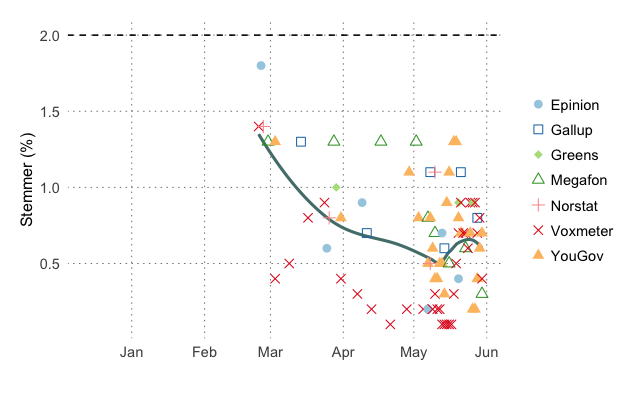 2.0
1.5
1.0
0.5
Stemmer (%)
Jan Feb Mar Apr May Jun
Epinion
Gallup
Greens
Megafon
Norstat
Voxmeter
YouGov